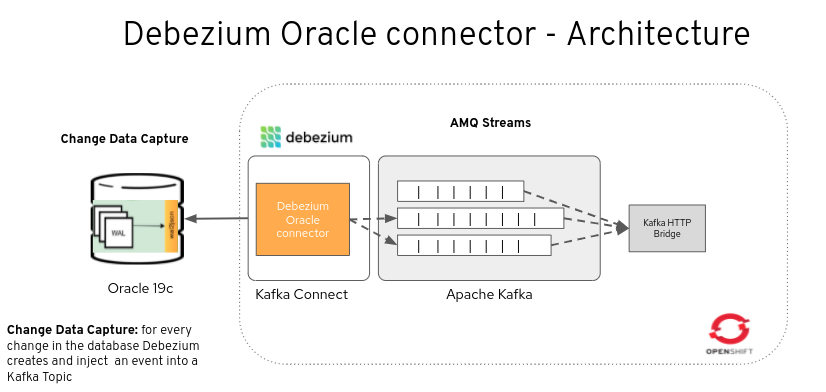 Debezium Oracle connector - Architecture
AMQ Streams
Change Data Capture
debezium
Debezium
Oracle
connector
WAL
wal2json
Kafka HTTP
Bridge
Oracle 19c
Kafka Connect
Apache Kafka
Change Data Capture: for every
change in the database Debezium
creates and inject an event into a
Kafka Topic
OPENSHIFT